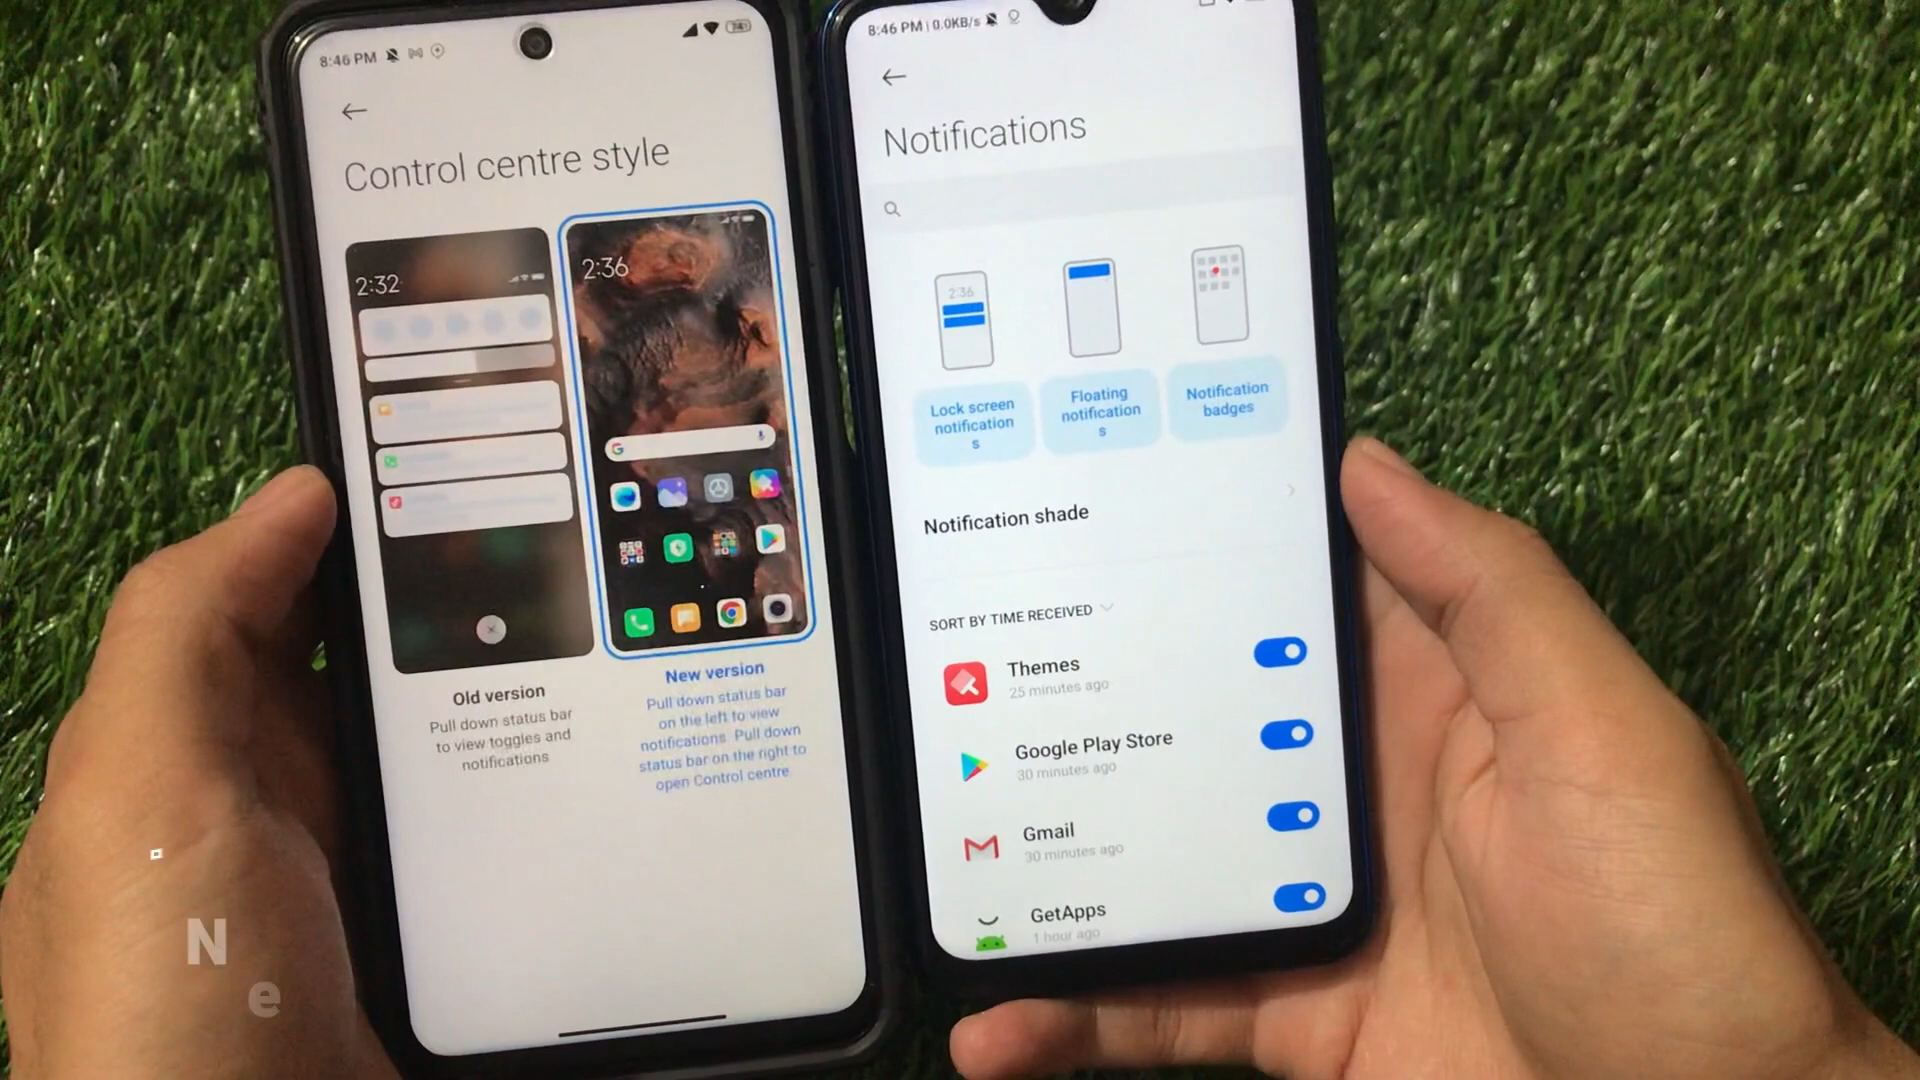 8:46 PM
Control centre style
2:32
2:36
Old version
Pull down status bar
to view toggles and
notifications
New version
Pull down status bar
on the left to view
notifications. Pull down
status bar on the right to
open Control centre
8:46 PM | 0.0KB/s
Notifications
2:36
Lock screen
notification
s
Floating
notification
s
Notification
badges
Notification shade
SORT BY TIME RECEIVED
Themes
25 minutes ago
Google Play Store
30 minutes ago
Gmail
30 minutes ago
GetApps
1 hour ago
N
e